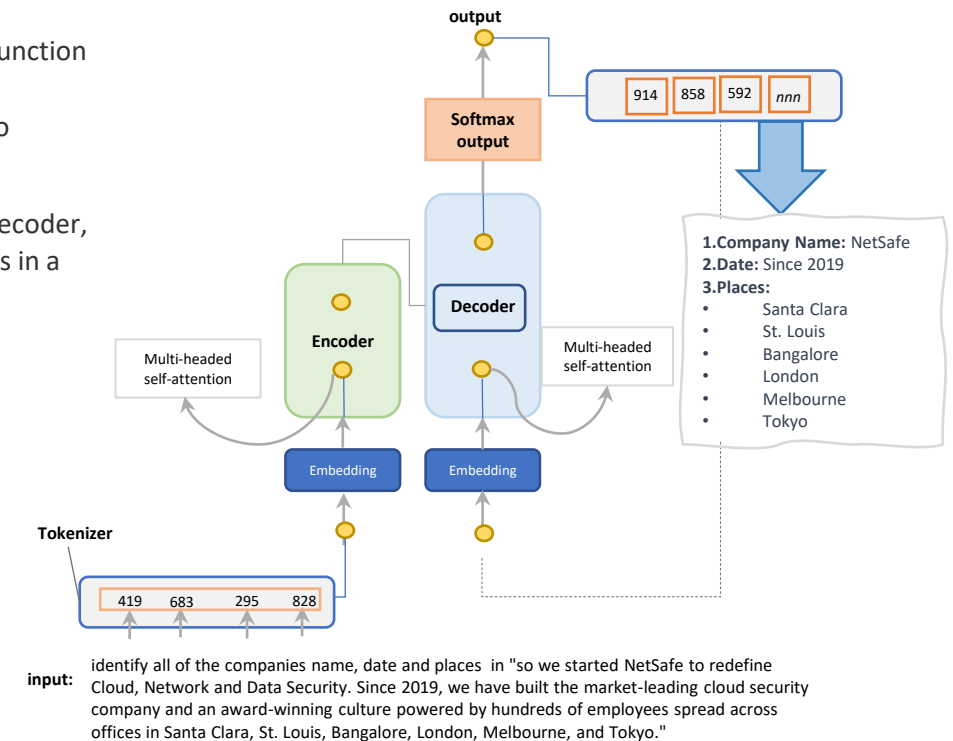 unction
o
ecoder,
s in a
output
914 858 592 nnn
Softmax
output
1.Company Name: NetSafe
2.Date: Since 2019
3.Places:
• Santa Clara
• St. Louis
• Bangalore
• London
• Melbourne
• Tokyo
Decoder
Encoder
Multi-headed
self-attention
Multi-headed
self-attention
Embedding
Embedding
Tokenizer
419 683 295 828
input:
identify all of the companies name, date and places in "so we started NetSafe to redefine
Cloud, Network and Data Security. Since 2019, we have built the market-leading cloud security
company and an award-winning culture powered by hundreds of employees spread across
offices in Santa Clara, St. Louis, Bangalore, London, Melbourne, and Tokyo."